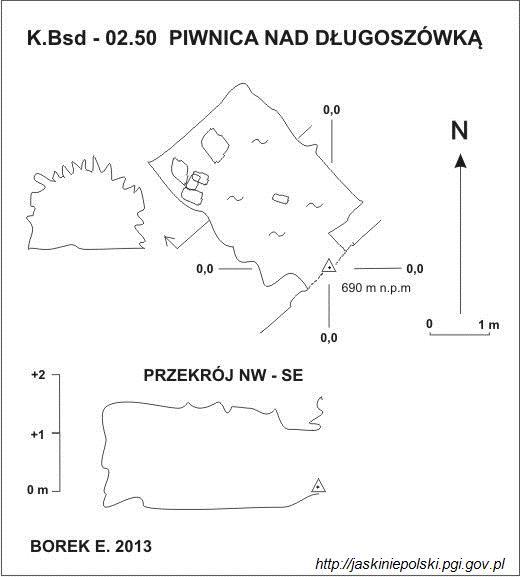 K.Bsd - 02.50 PIWNICA NAD DŁUGOSZÓWKĄ
0,0
N
0,0
0,0
690 m n.p.m
0,0
0 1 m
+2
PRZEKRÓJ NW - SE
+1
0 m
BOREK E. 2013
http://jaskiniepolski.pgi.gov.pl